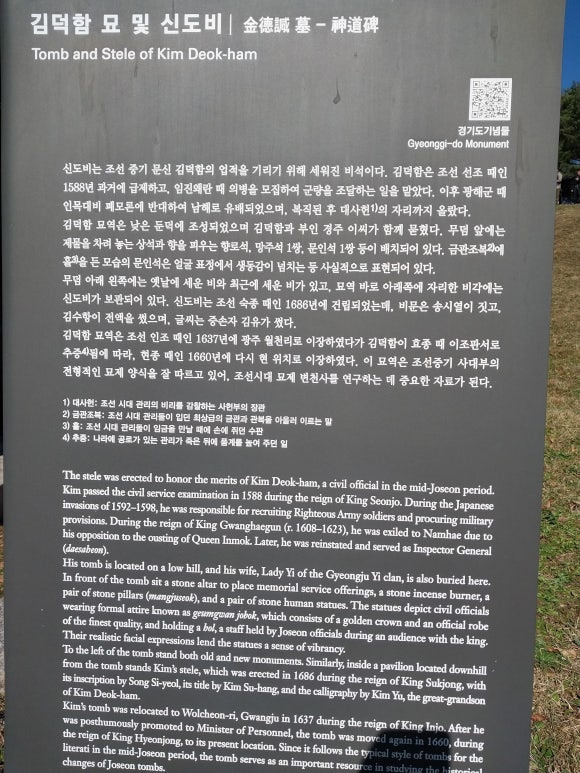 김덕함 묘 및 신도비 | 金德諴 墓 – 神道碑
Tomb and Stele of Kim Deok-ham
경기도기념물
Gyeonggi-do Monument
신도비는 조선 중기 문신 김덕함의 업적을 기리기 위해 세워진 비석이다. 김덕함은 조선 선조 때인
1588년 과거에 급제하고, 임진왜란 때 의병을 모집하여 군량을 조달하는 일을 맡았다. 이후 광해군 때
인목대비 폐모론에 반대하여 남해로 유배되었으며, 복직된 후 대사헌1)의 자리까지 올랐다.
김덕함 묘역은 낮은 둔덕에 조성되었으며 김덕함과 부인 경주 이씨가 함께 묻혔다. 무덤 앞에는
제물을 차려 놓는 상석과 향을 피우는 향로석, 망주석 1쌍, 문인석 1쌍 등이 배치되어 있다. 금관조복2)에
홀3)을 든 모습의 문인석은 얼굴 표정에서 생동감이 넘치는 등 사실적으로 표현되어 있다.
무덤 아래 왼쪽에는 옛날에 세운 비와 최근에 세운 비가 있고, 묘역 바로 아래쪽에 자리한 비각에는
신도비가 보관되어 있다. 신도비는 조선 숙종 때인 1686년에 건립되었는데, 비문은 송시열이 짓고,
김수항이 전액을 썼으며, 글씨는 증손자 김유가 썼다.
김덕함 묘역은 조선 인조 때인 1637년에 광주 월천리로 이장하였다가 김덕함이 효종 때 이조판서로
추증4)됨에 따라, 현종 때인 1660년에 다시 현 위치로 이장하였다. 이 묘역은 조선중기 사대부의
전형적인 묘제 양식을 잘 따르고 있어, 조선시대 묘제 변천사를 연구하는 데 중요한 자료가 된다.
1) 대사헌: 조선 시대 관리의 비리를 감찰하는 사헌부의 장관
2) 금관조복: 조선 시대 관리들이 입던 최상급의 금관과 관복을 아울러 이르는 말
3) 홀: 조선 시대 관리들이 임금을 만날 때에 손에 쥐던 수판
4) 추증: 나라에 공로가 있는 관리가 죽은 뒤에 품계를 높여 주던 일
The stele was erected to honor the merits of Kim Deok-ham, a civil official in the mid-Joseon period.
Kim passed the civil service examination in 1588 during the reign of King Seonjo. During the Japanese
invasions of 1592–1598, he was responsible for recruiting Righteous Army soldiers and procuring military
provisions. During the reign of King Gwanghaegun (r. 1608–1623), he was exiled to Namhae due to
his opposition to the ousting of Queen Inmok. Later, he was reinstated and served as Inspector General
(daesaheon).
His tomb is located on a low hill, and his wife, Lady Yi of the Gyeongju Yi clan, is also buried here.
In front of the tomb sit a stone altar to place memorial service offerings, a stone incense burner, a
pair of stone pillars (mangjuseok), and a pair of stone human statues. The statues depict civil officials
wearing formal attire known as geumgwan jobok, which consists of a golden crown and an official robe
of the finest quality, and holding a hol, a staff held by Joseon officials during an audience with the king.
Their realistic facial expressions lend the statues a sense of vibrancy.
To the left of the tomb stand both old and new monuments. Similarly, inside a pavilion located downhill
from the tomb stands Kim's stele, which was erected in 1686 during the reign of King Sukjong, with
its inscription by Song Si-yeol, its title by Kim Su-hang, and the calligraphy by Kim Yu, the great-grandson
of Kim Deok-ham.
Kim's tomb was relocated to Wolcheon-ri, Gwangju in 1637 during the reign of King Injo. After he
was posthumously promoted to Minister of Personnel, the tomb was moved again in 1660, during
the reign of King Hyeonjong, to its present location. Since it follows the typical style of tombs for the
literati in the mid-Joseon period, the tomb serves as an important resource in studying the historical
changes of Joseon tombs.